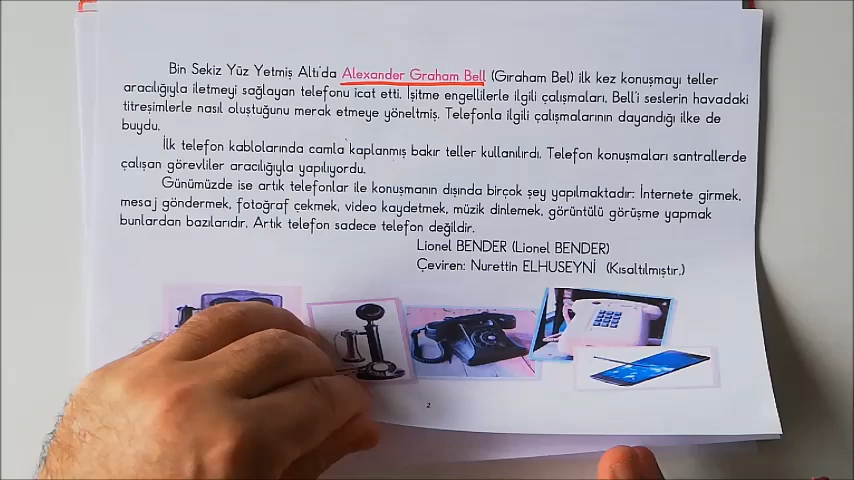 Bin Sekiz Yüz Yetmiş Altı'da Alexander Graham Bell (Gıraham Bel) ilk kez konuşmayı teller
aracılığıyla iletmeyi sağlayan telefonu icat etti. İşitme engellilerle ilgili çalışmaları, Bell'i seslerin havadaki
titreşimlerle nasıl oluştuğunu merak etmeye yöneltmiş. Telefonla ilgili çalışmalarının dayandığı ilke de
buydu.
İlk telefon kablolarında camla kaplanmış bakır teller kullanılırdı. Telefon konuşmaları santrallerde
çalışan görevliler aracılığıyla yapılıyordu.
Günümüzde ise artık telefonlar ile konuşmanın dışında birçok şey yapılmaktadır: İnternete girmek,
mesaj göndermek, fotoğraf çekmek, video kaydetmek, müzik dinlemek, görüntülü görüşme yapmak
bunlardan bazılarıdır. Artık telefon sadece telefon değildir.
Lionel BENDER (Lionel BENDER)
Çeviren: Nurettin ELHUSEYNİ (Kısaltılmıştır.)
2